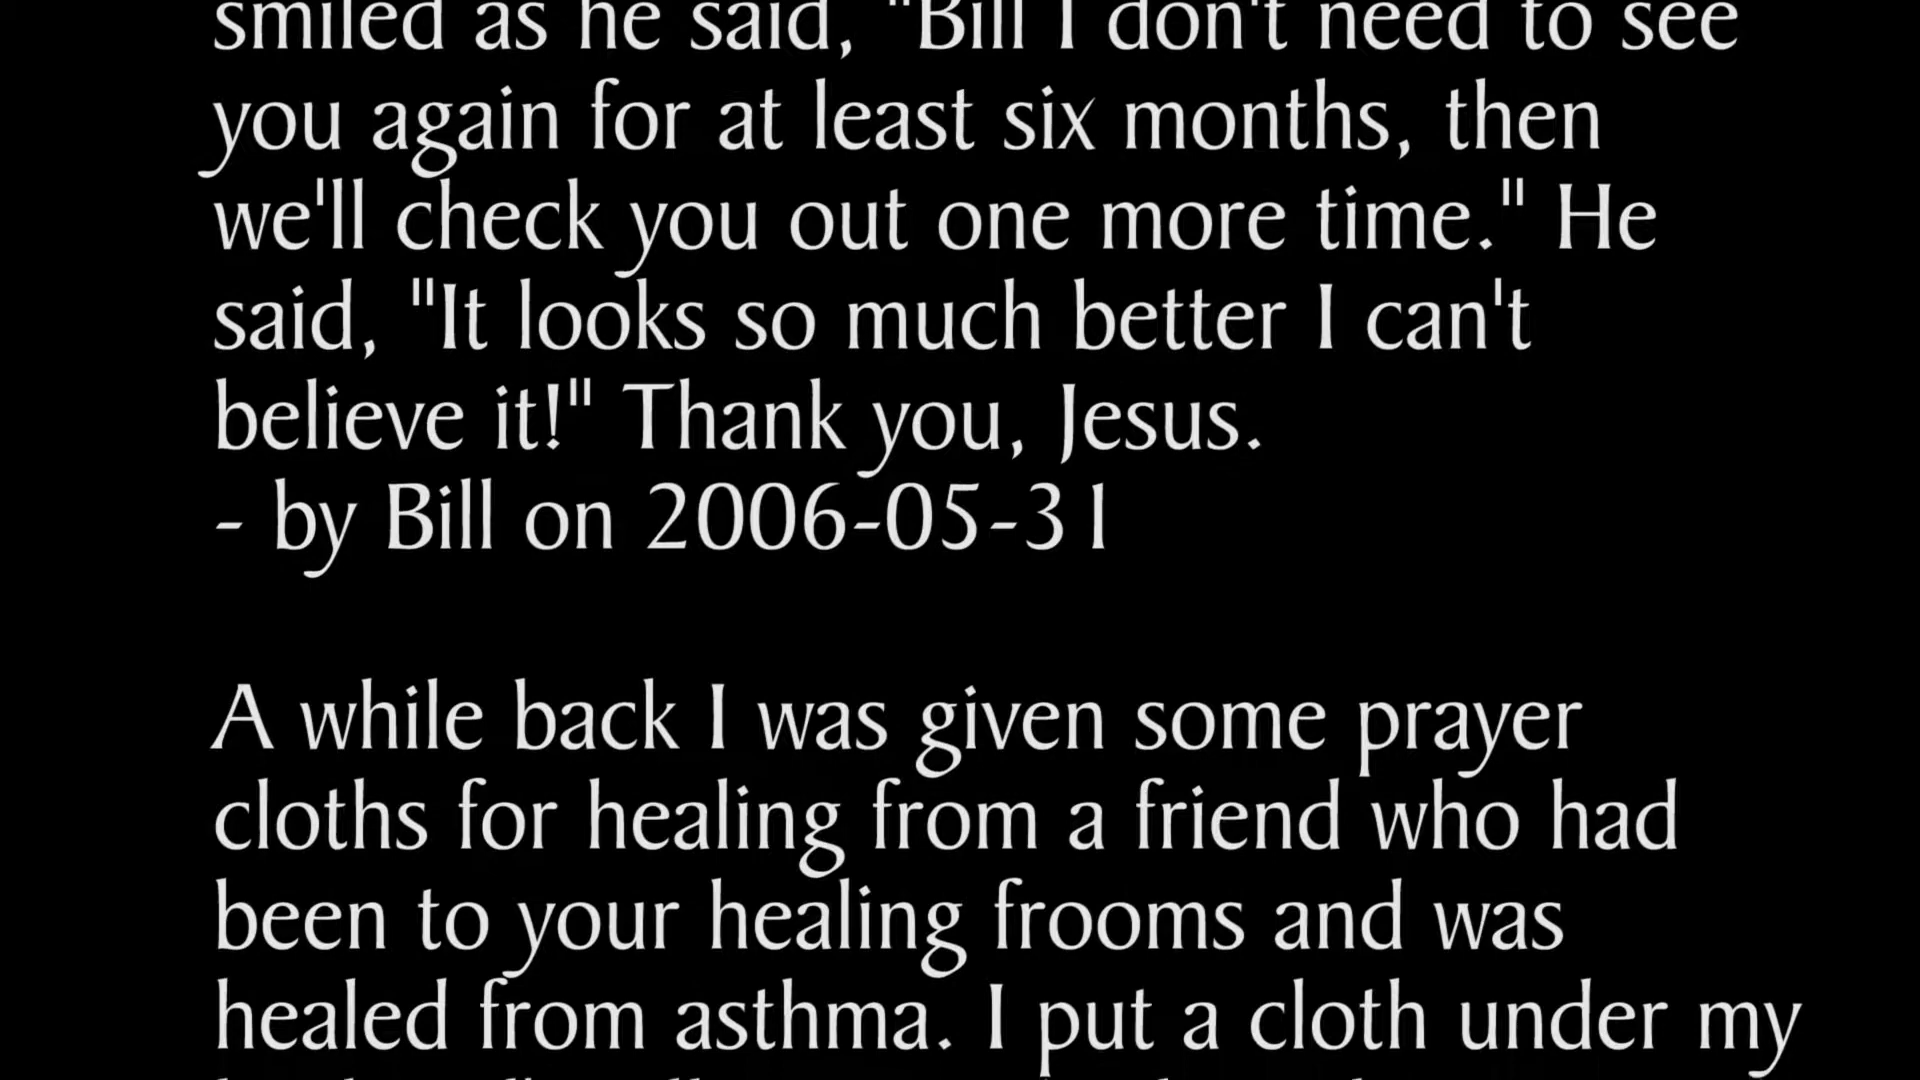 smiled as he said, "Bill I don't need to see
you again for at least six months, then
we'll check you out one more time." He
said, "It looks so much better I can't
believe it!" Thank you, Jesus.
- by Bill on 2006-05-31
A while back I was given some prayer
cloths for healing from a friend who had
been to your healing frooms and was
healed from asthma. I put a cloth under my